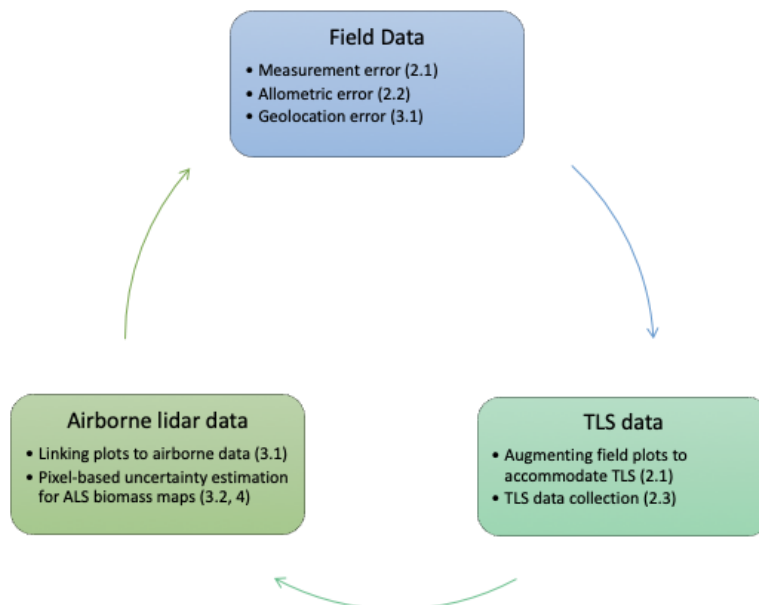 Field Data
• Measurement error (2.1)
• Allometric error (2.2)
• Geolocation error (3.1)
Airborne lidar data
• Linking plots to airborne data (3.1)
• Pixel-based uncertainty estimation
for ALS biomass maps (3.2, 4)
TLS data
• Augmenting field plots to
accommodate TLS (2.1)
• TLS data collection (2.3)